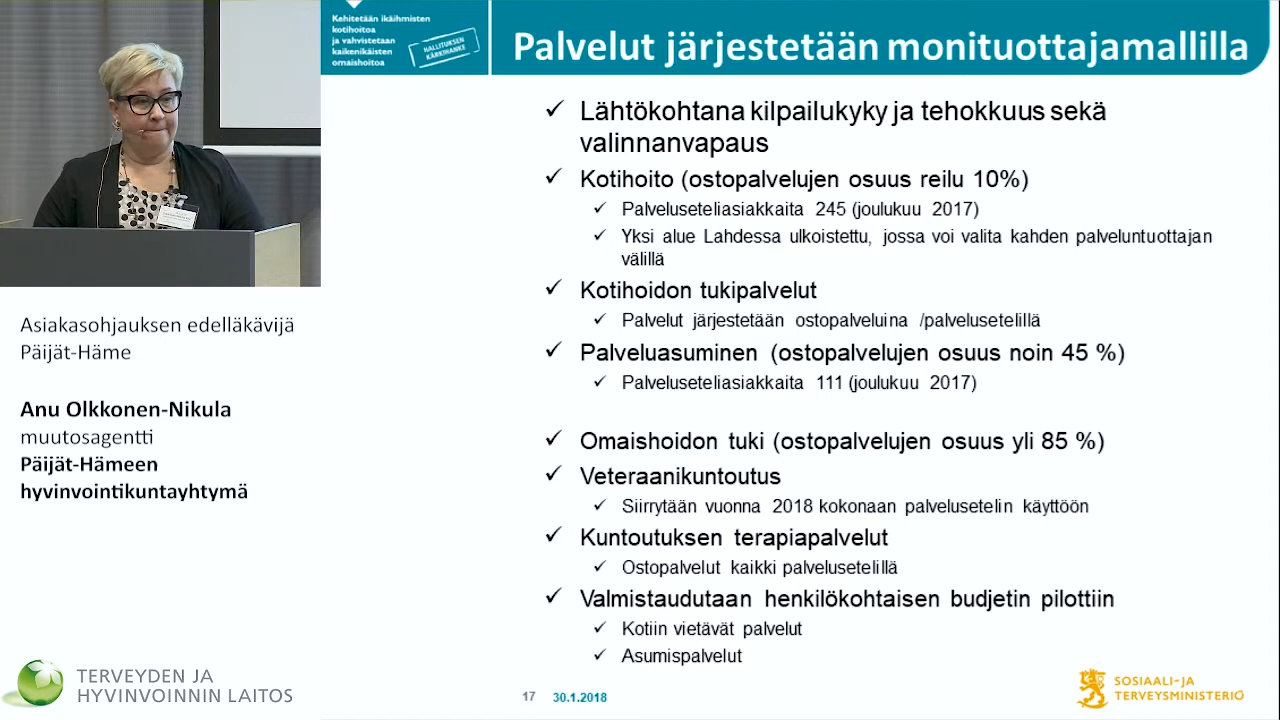 Kehitetään ikäihmisten
kotihoitoa
ja vahvistetaan
kaikenikäisten
omaishoitoa
HALLITUKSEN
KÄRKIHANKE
Palvelut järjestetään monituottajamallilla
Lähtökohtana kilpailukyky ja tehokkuus sekä
valinnanvapaus
Kotihoito (ostopalvelujen osuus reilu 10%)
Palveluseteliasiakkaita 245 (joulukuu 2017)
Yksi alue Lahdessa ulkoistettu, jossa voi valita kahden palveluntuottajan
välillä
Kotihoidon tukipalvelut
Palvelut järjestetään ostopalveluina /palvelusetelillä
Palveluasuminen (ostopalvelujen osuus noin 45 %)
Palveluseteliasiakkaita 111 (joulukuu 2017)
Omaishoidon tuki (ostopalvelujen osuus yli 85 %)
Veteraanikuntoutus
Siirrytään vuonna 2018 kokonaan palvelusetelin käyttöön
Kuntoutuksen terapiapalvelut
Ostopalvelut kaikki palvelusetelillä
Valmistaudutaan henkilökohtaisen budjetin pilottiin
Kotiin vietävät palvelut
Asumispalvelut
17 30.1.2018
SOSIAALI- JA
TERVEYSMINISTERIÖ
Asiakasohjauksen edelläkävijä
Päijät-Häme
Anu Olkkonen-Nikula
muutosagentti
Päijät-Hämeen
hyvinvointikuntayhtymä
TERVEYDEN JA
HYVINVOINNIN LAITOS